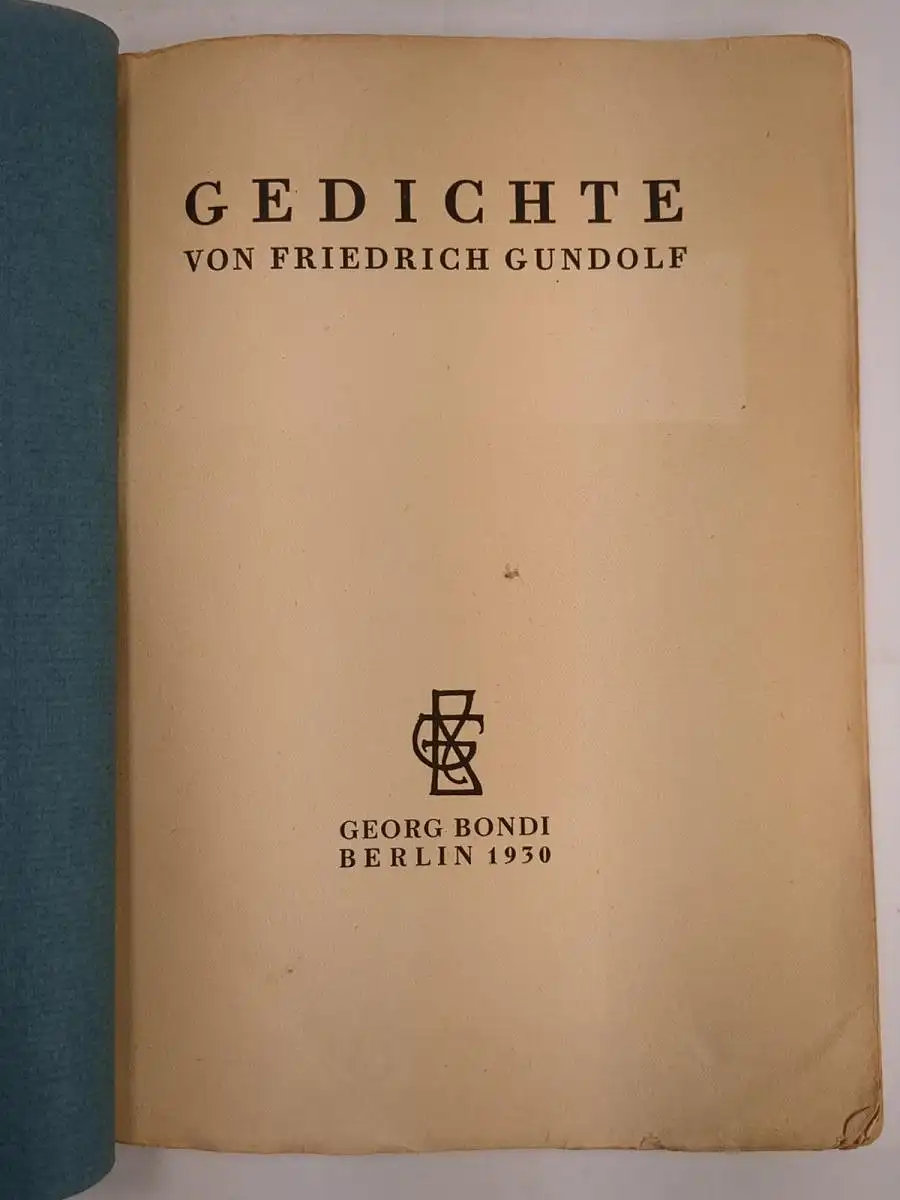 GEDICHTE
VON FRIEDRICH GUNDOLF
GEORG BONDI
BERLIN 1930